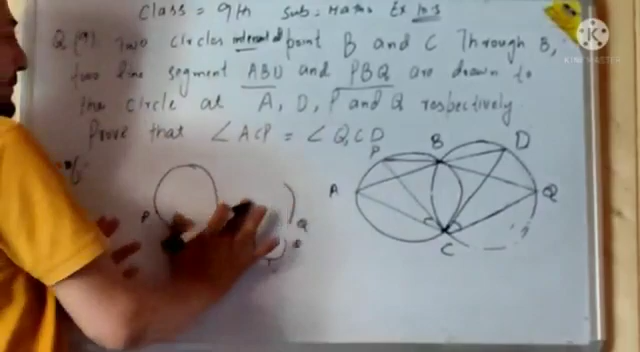 Class = 9th Sub: Maths Ex 10.5
Q(9). Two circles intersect point B and C Through B,
two line segment ABD and PBQ are drawn to
the circle at A, D, P and Q respectively
Prove that ∠ACP = ∠QCD
P B D
A Q
C
P Q
KINEMASTER